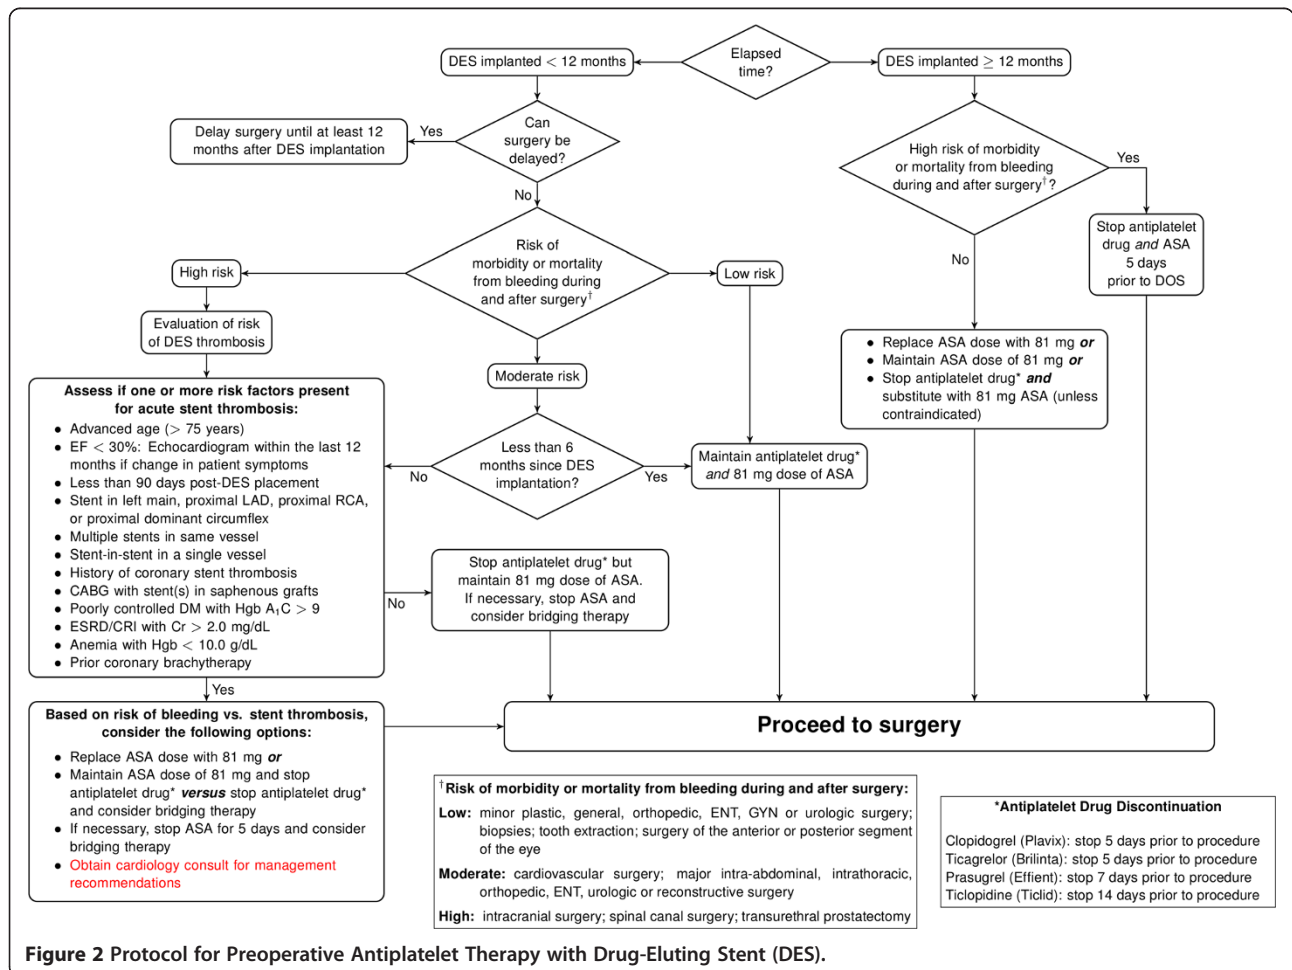 Elapsed
time?
DES implanted < 12 months
DES implanted ≥ 12 months
Can
surgery be
delayed?
Yes
Delay surgery until at least 12
months after DES implantation
No
High risk of morbidity
or mortality from bleeding
during and after surgery†?
Yes
Stop antiplatelet
drug and ASA
5 days
prior to DOS
No
Risk of
morbidity or mortality
from bleeding during
and after surgery†
High risk
Low risk
Moderate risk
Evaluation of risk
of DES thrombosis
• Replace ASA dose with 81 mg or
• Maintain ASA dose of 81 mg or
• Stop antiplatelet drug* and
substitute with 81 mg ASA (unless
contraindicated)
Less than 6
months since DES
implantation?
No
Yes
Maintain antiplatelet drug*
and 81 mg dose of ASA
Assess if one or more risk factors present
for acute stent thrombosis:
• Advanced age (> 75 years)
• EF < 30%: Echocardiogram within the last 12
months if change in patient symptoms
• Less than 90 days post-DES placement
• Stent in left main, proximal LAD, proximal RCA,
or proximal dominant circumflex
• Multiple stents in same vessel
• Stent-in-stent in a single vessel
• History of coronary stent thrombosis
• CABG with stent(s) in saphenous grafts
• Poorly controlled DM with Hgb A₁C > 9
• ESRD/CRI with Cr > 2.0 mg/dL
• Anemia with Hgb < 10.0 g/dL
• Prior coronary brachytherapy
No
Stop antiplatelet drug* but
maintain 81 mg dose of ASA.
If necessary, stop ASA and
consider bridging therapy
Yes
Based on risk of bleeding vs. stent thrombosis,
consider the following options:
• Replace ASA dose with 81 mg or
• Maintain ASA dose of 81 mg and stop
antiplatelet drug* versus stop antiplatelet drug*
and consider bridging therapy
• If necessary, stop ASA for 5 days and consider
bridging therapy
• Obtain cardiology consult for management
recommendations
Proceed to surgery
†Risk of morbidity or mortality from bleeding during and after surgery:
Low: minor plastic, general, orthopedic, ENT, GYN or urologic surgery;
biopsies; tooth extraction; surgery of the anterior or posterior segment
of the eye
Moderate: cardiovascular surgery; major intra-abdominal, intrathoracic,
orthopedic, ENT, urologic or reconstructive surgery
High: intracranial surgery; spinal canal surgery; transurethral prostatectomy
*Antiplatelet Drug Discontinuation
Clopidogrel (Plavix): stop 5 days prior to procedure
Ticagrelor (Brilinta): stop 5 days prior to procedure
Prasugrel (Effient): stop 7 days prior to procedure
Ticlopidine (Ticlid): stop 14 days prior to procedure
Figure 2 Protocol for Preoperative Antiplatelet Therapy with Drug-Eluting Stent (DES).